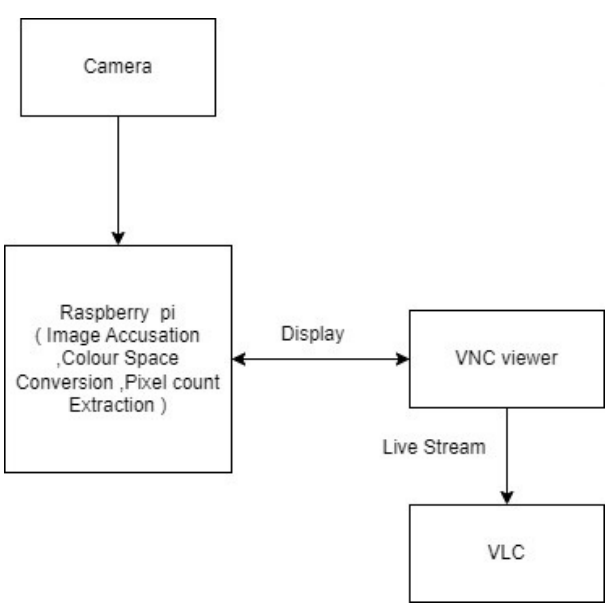 Camera
Raspberry pi
( Image Accusation
,Colour Space
Conversion ,Pixel count
Extraction )
Display
VNC viewer
Live Stream
VLC